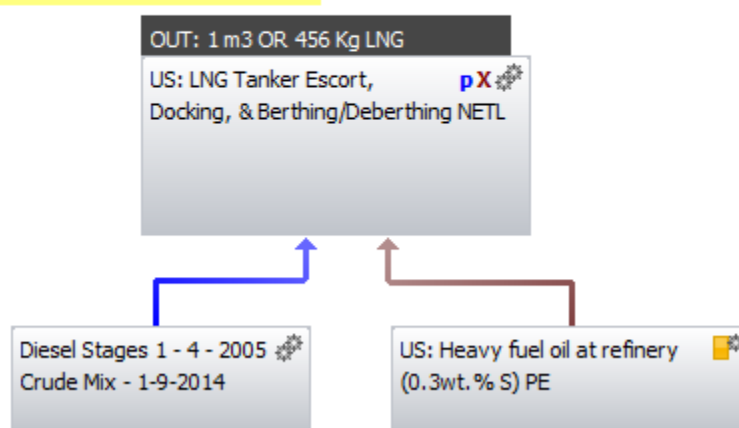 OUT: 1 m3 OR 456 Kg LNG
US: LNG Tanker Escort, pX
Docking, & Berthing/Deberthing NETL
Diesel Stages 1 - 4 - 2005
Crude Mix - 1-9-2014
US: Heavy fuel oil at refinery
(0.3wt.% S) PE